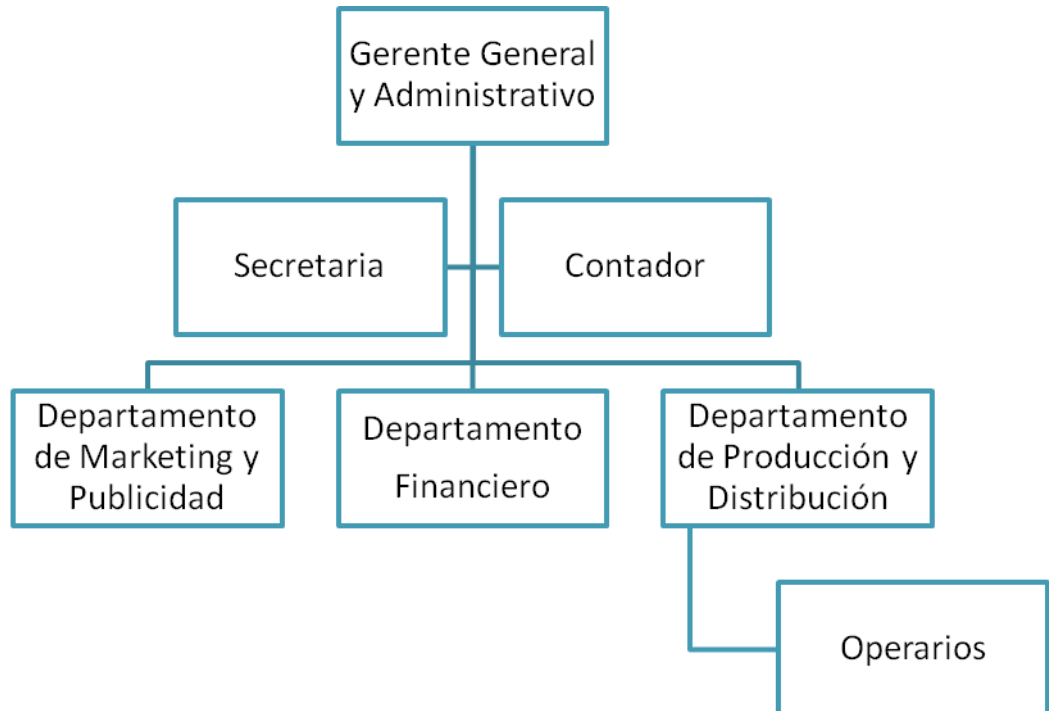 Gerente General
y Administrativo
Secretaria
Contador
Departamento
de Marketing y
Publicidad
Departamento
Financiero
Departamento
de Producción y
Distribución
Operarios